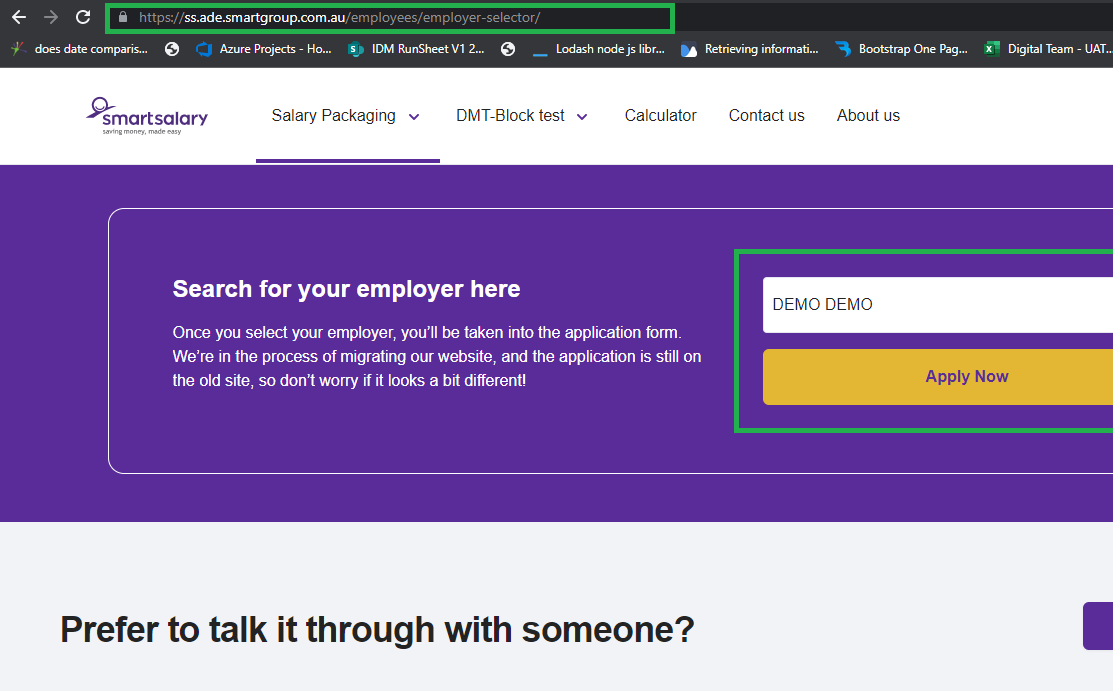 https://ss.ade.smartgroup.com.au/employees/employer-selector/
does date comparis... Azure Projects - Ho... IDM RunSheet V1 2... Lodash node js libr... Retrieving informati... Bootstrap One Pag... Digital Team - UAT...
smartsalary
saving money, made easy
Salary Packaging DMT-Block test Calculator Contact us About us
Search for your employer here
Once you select your employer, you’ll be taken into the application form.
We’re in the process of migrating our website, and the application is still on
the old site, so don’t worry if it looks a bit different!
DEMO DEMO
Apply Now
Prefer to talk it through with someone?